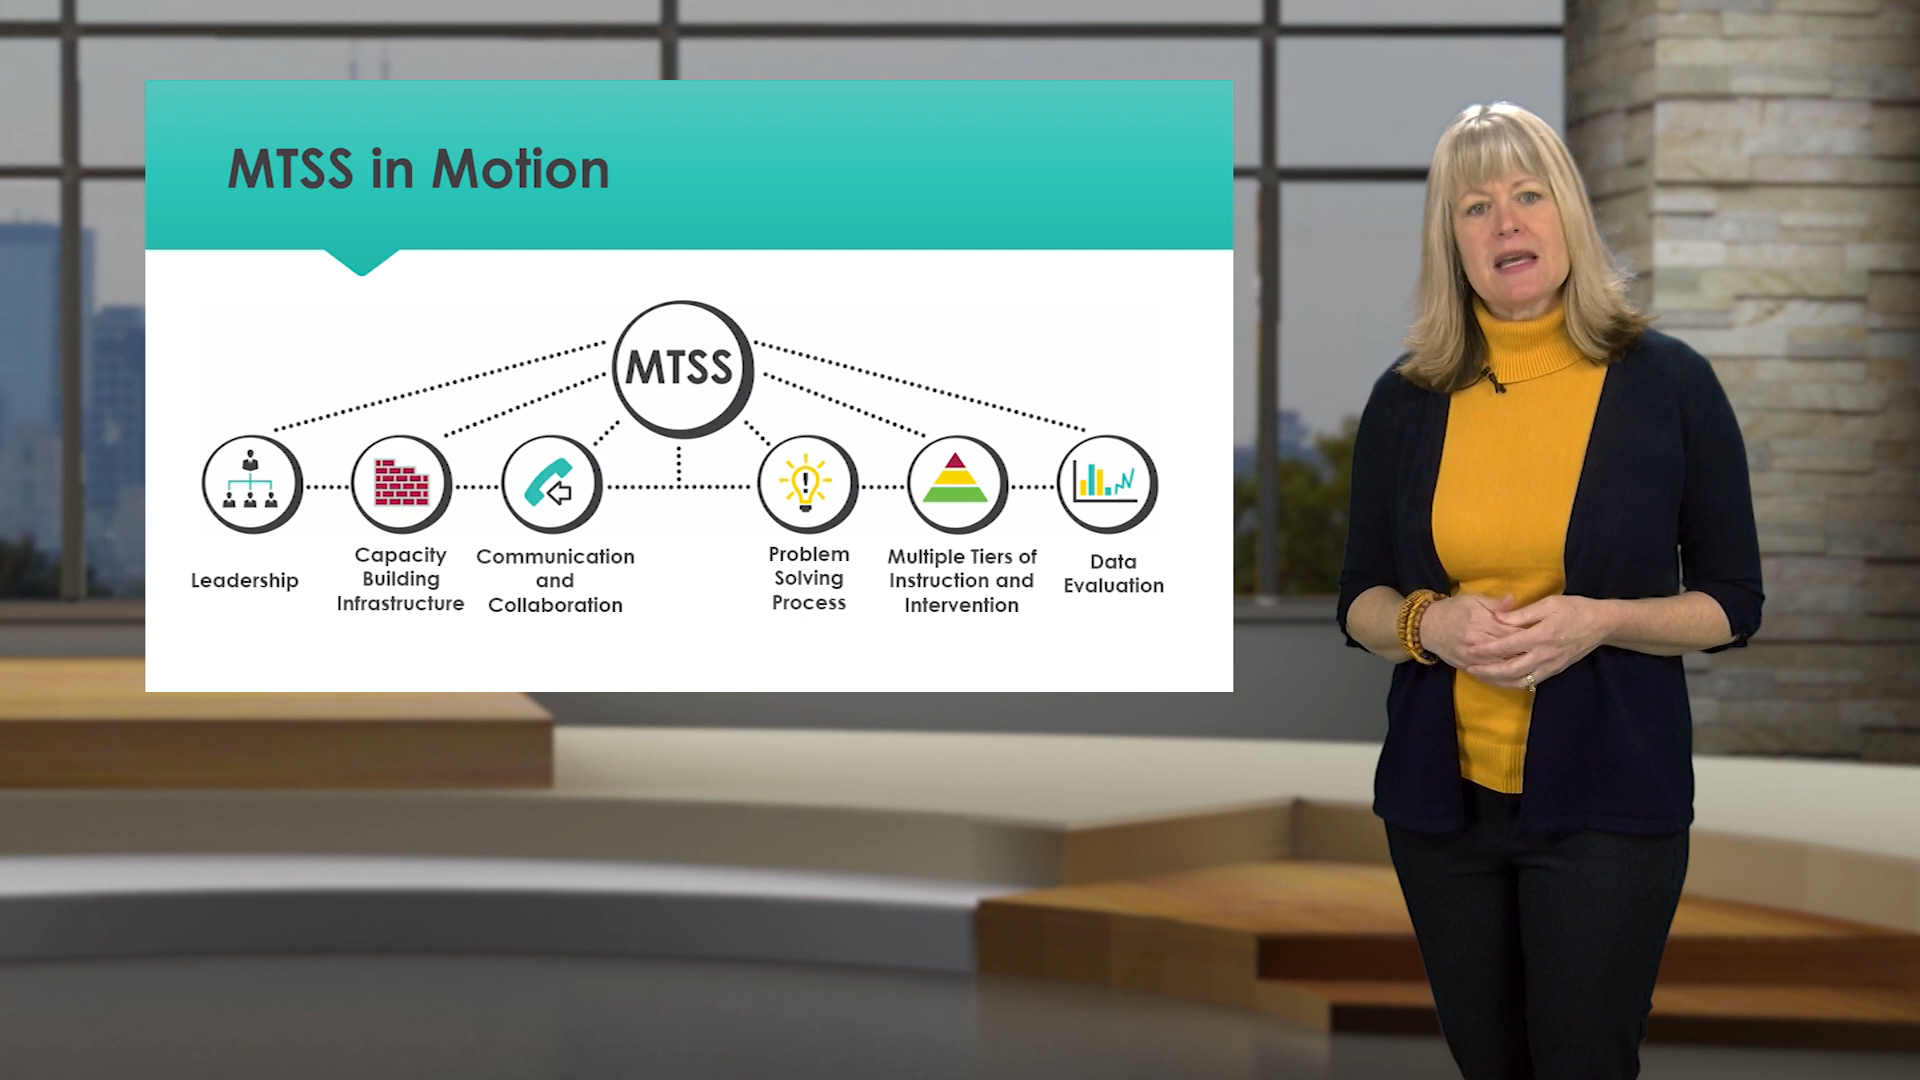 MTSS in Motion
MTSS
Leadership
Capacity
Building
Infrastructure
Communication
and
Collaboration
Problem
Solving
Process
Multiple Tiers of
Instruction and
Intervention
Data
Evaluation